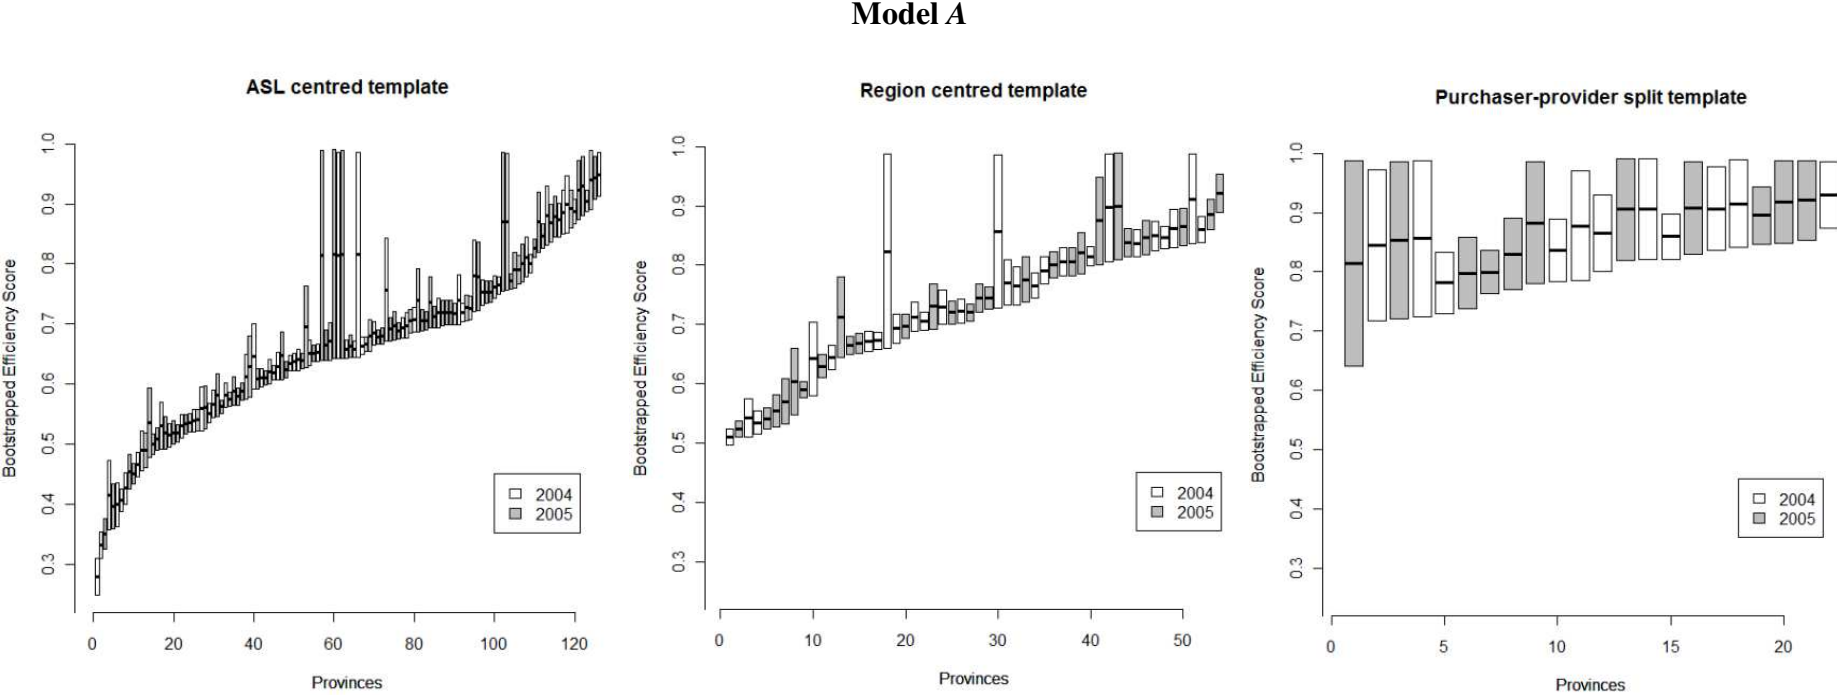 Model A
ASL centred template
Bootstrapped Efficiency Score
1.0
0.9
0.8
0.7
0.6
0.5
0.4
0.3
2004
2005
0 20 40 60 80 100 120
Provinces
Region centred template
Bootstrapped Efficiency Score
1.0
0.9
0.8
0.7
0.6
0.5
0.4
0.3
2004
2005
0 10 20 30 40 50
Provinces
Purchaser-provider split template
Bootstrapped Efficiency Score
1.0
0.9
0.8
0.7
0.6
0.5
0.4
0.3
2004
2005
0 5 10 15 20
Provinces